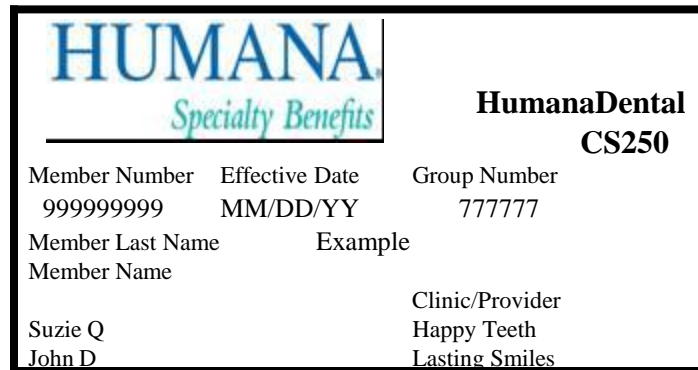 HUMANA.
Specialty Benefits
HumanaDental
CS250
Member Number Effective Date Group Number
999999999 MM/DD/YY 777777
Member Last Name Example
Member Name
Clinic/Provider
Suzie Q Happy Teeth
John D Lasting Smiles